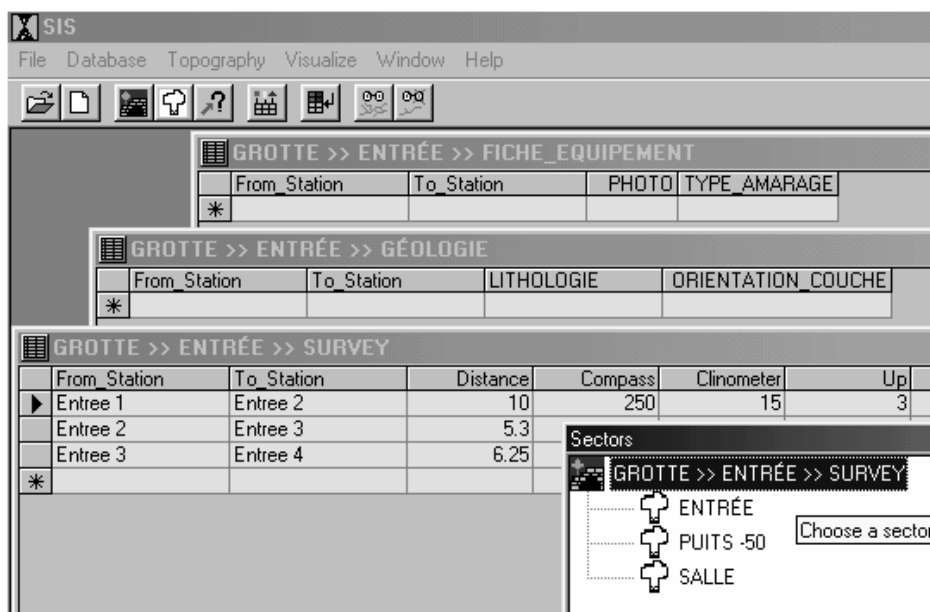 SIS
File Database Topography Visualize Window Help
GROTTE >> ENTRÉE >> FICHE_EQUIPEMENT
From_Station To_Station PHOTO TYPE_AMARAGE
GROTTE >> ENTRÉE >> GÉOLOGIE
From_Station To_Station LITHOLOGIE ORIENTATION_COUCHE
GROTTE >> ENTRÉE >> SURVEY
From_Station To_Station Distance Compass Clinometer Up
Entree 1 Entree 2 10 250 15 3
Entree 2 Entree 3 5.3
Entree 3 Entree 4 6.25
Sectors
GROTTE >> ENTRÉE >> SURVEY
ENTRÉE
PUITS -50
Choose a sector
SALLE